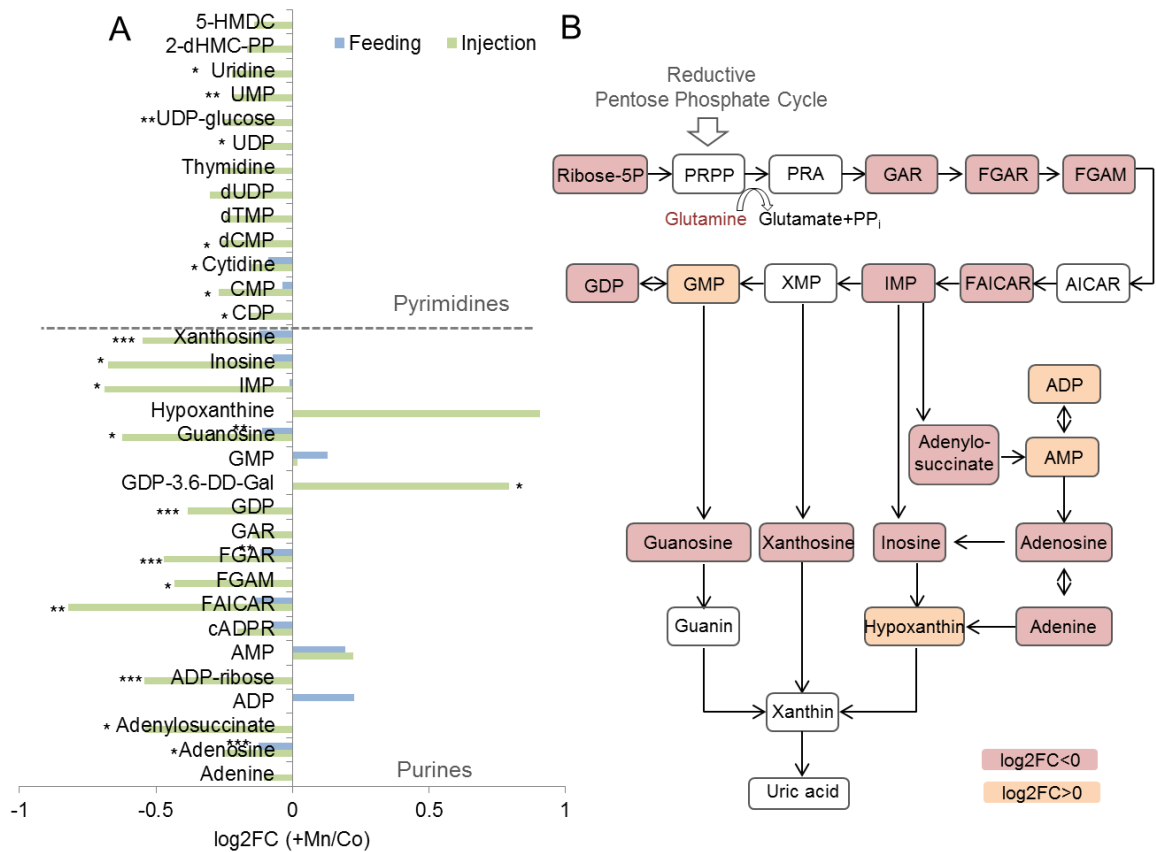 A
Feeding
Injection
5-HMDC
2-dHMC-PP
* Uridine
** UMP
**UDP-glucose
* UDP
Thymidine
dUDP
dTMP
* dCMP
* Cytidine
* CMP
* CDP
Pyrimidines
*** Xanthosine
* Inosine
* IMP
Hypoxanthine
**
* Guanosine
GMP
GDP-3.6-DD-Gal *
*** GDP
GAR
**
*** FGAR
* FGAM
** FAICAR
cADPR
AMP
*** ADP-ribose
ADP
* Adenylosuccinate
***
*Adenosine
Adenine
Purines
-1
-0.5
0
0.5
1
log2FC (+Mn/Co)
B
Reductive
Pentose Phosphate Cycle
Ribose-5P
PRPP
PRA
GAR
FGAR
FGAM
Glutamine
Glutamate+PPi
GDP
GMP
XMP
IMP
FAICAR
AICAR
ADP
Adenylo-
succinate
AMP
Guanosine
Xanthosine
Inosine
Adenosine
Guanin
Hypoxanthin
Adenine
Xanthin
Uric acid
log2FC<0
log2FC>0